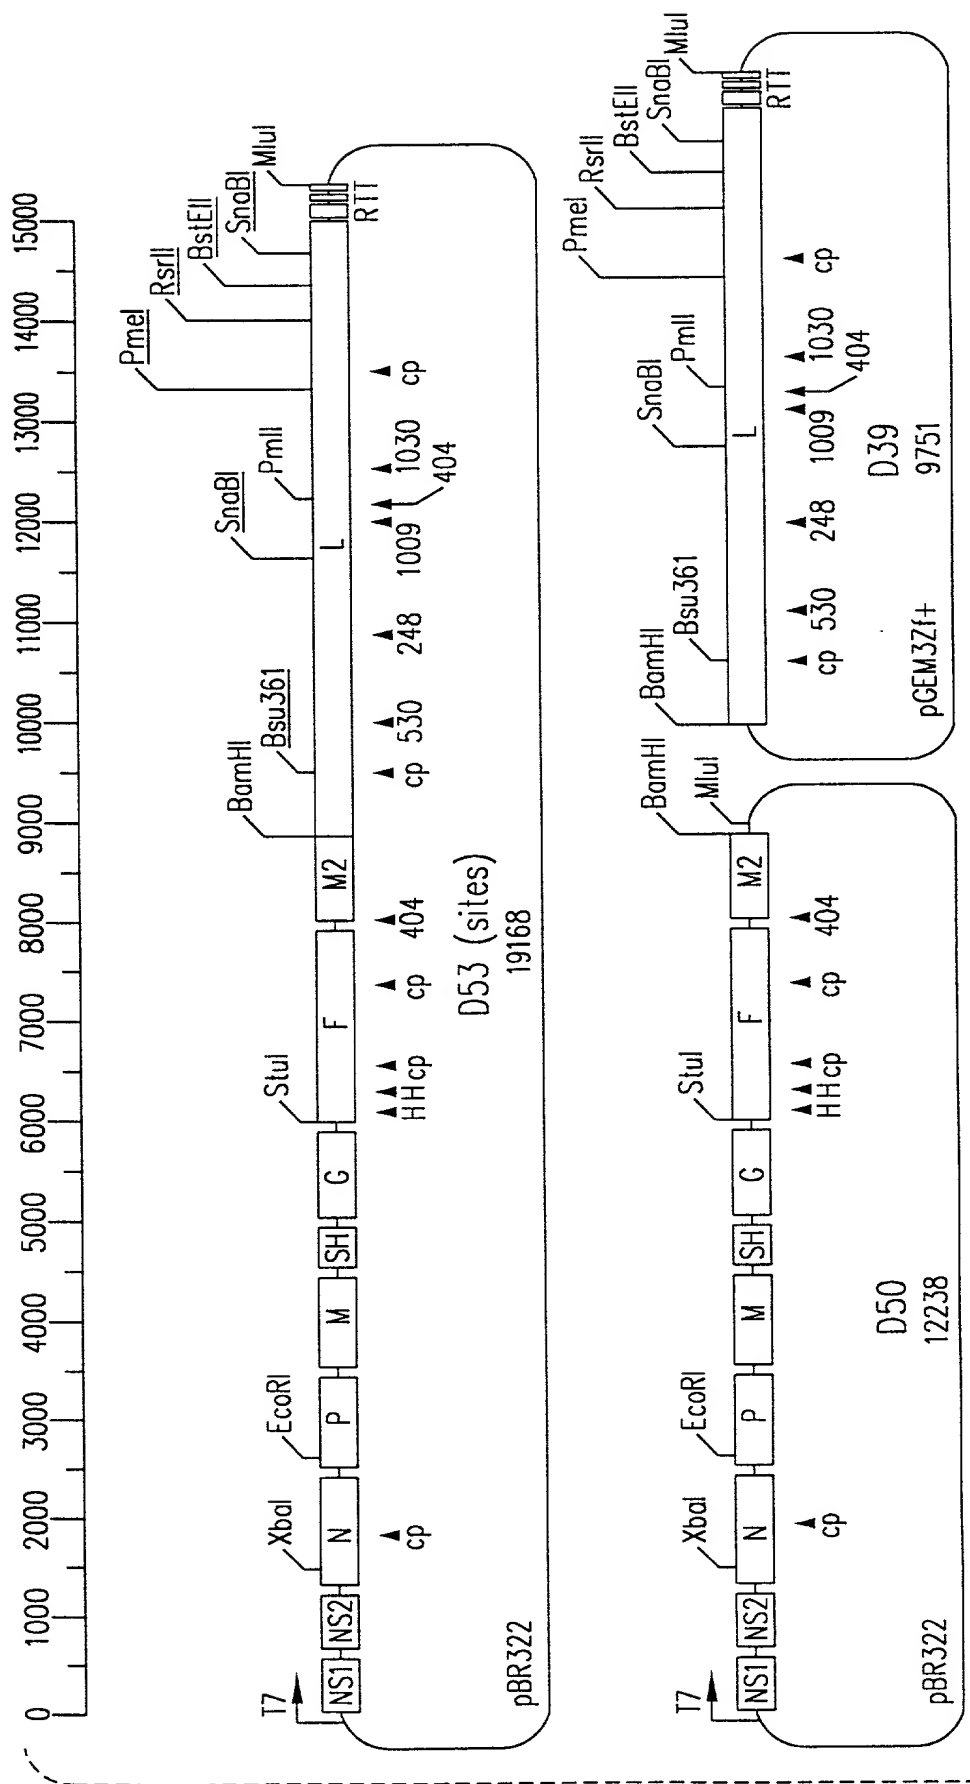 0 1000 2000 3000 4000 5000 6000 7000 8000 9000 10000 11000 12000 13000 14000 15000
T7
XbaI
EcoRI
StuI
BamHI
Bsu361
SnaBI
PmlI
PmeI
RsrII
BstEII
SnaBI
MluI
NS1 NS2 N P M SH G F M2 L RTT
cp HH cp cp 404 cp 530 248 1009 404 1030 cp
D53 (sites)
19168
pBR322
T7
XbaI
EcoRI
StuI
BamHI
MluI
NS1 NS2 N P M SH G F M2
cp HH cp cp 404
D50
12238
pBR322
BamHI
Bsu361
SnaBI
PmlI
PmeI
RsrII
BstEII
SnaBI
MluI
L RTT
cp 530 248 1009 404 1030 cp
D39
9751
pGEM3Zf+